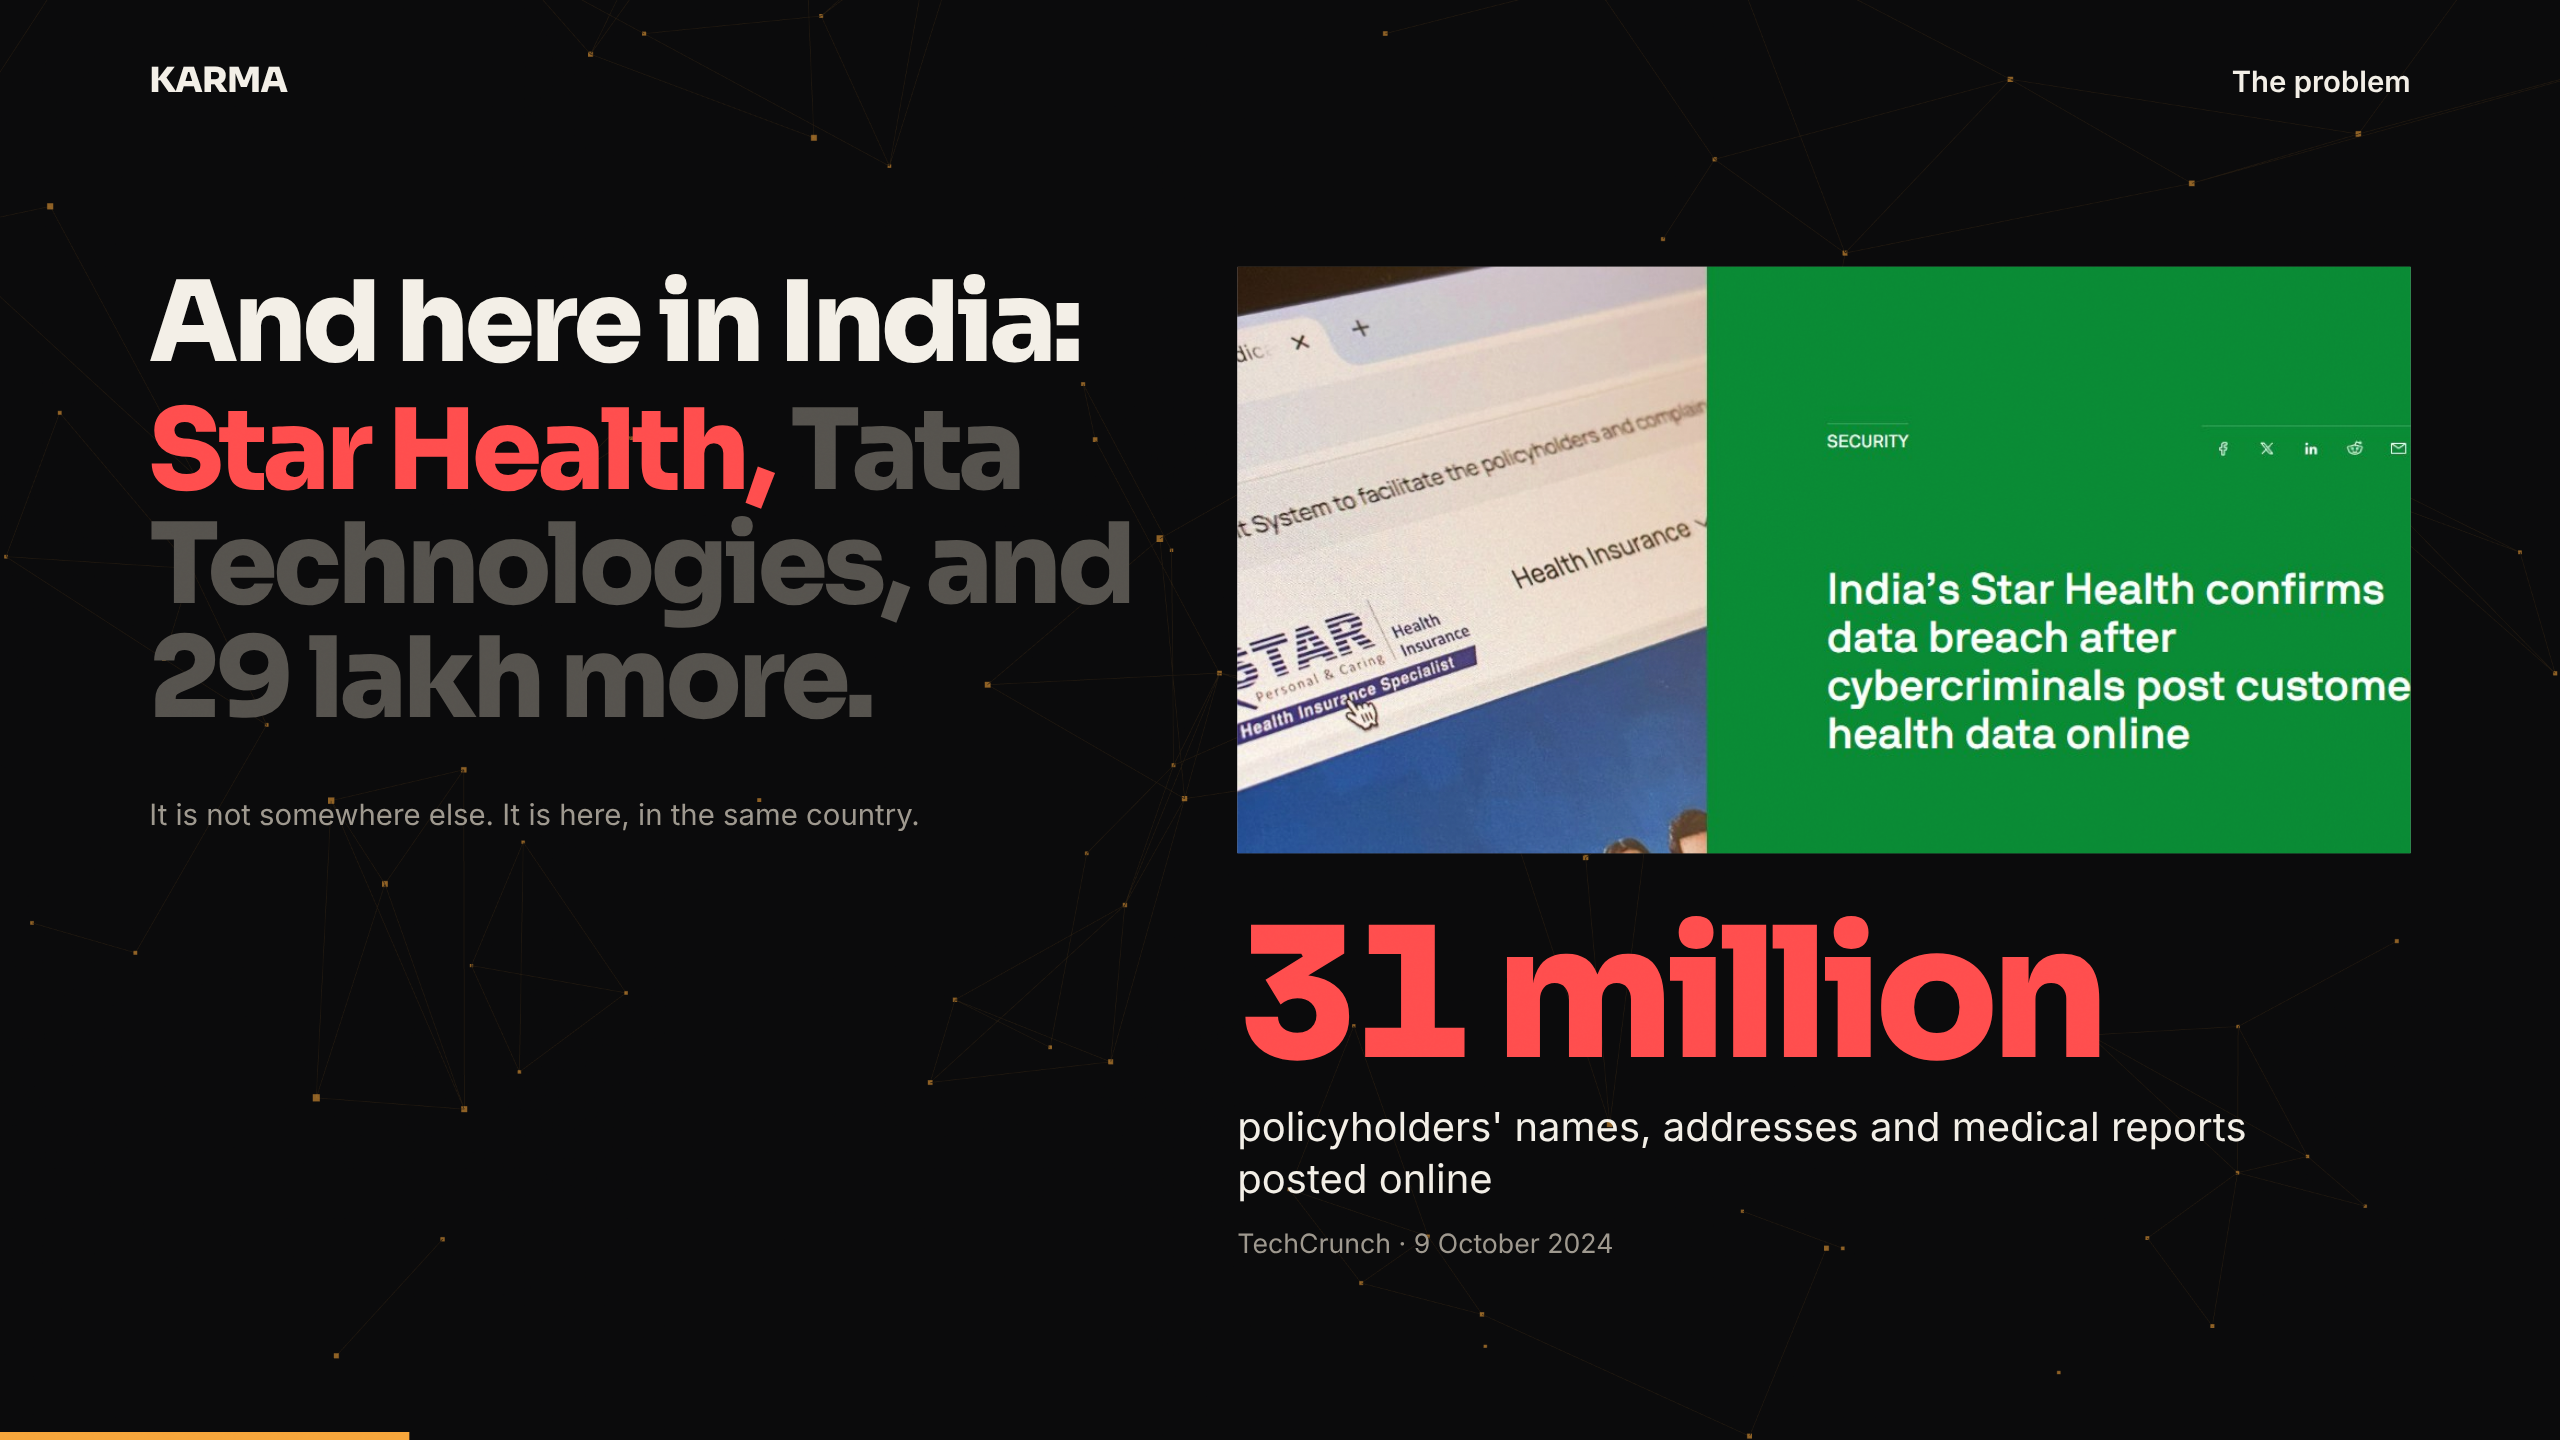 KARMA
The problem
And here in India:
Star Health, Tata
Technologies, and
29 lakh more.
It is not somewhere else. It is here, in the same country.
dic
t System to facilitate the policyholders and complain
Health Insurance
STAR
Health
Insurance
Personal & Caring
Health Insurance Specialist
SECURITY
India’s Star Health confirms
data breach after
cybercriminals post custome
health data online
31 million
policyholders' names, addresses and medical reports
posted online
TechCrunch · 9 October 2024